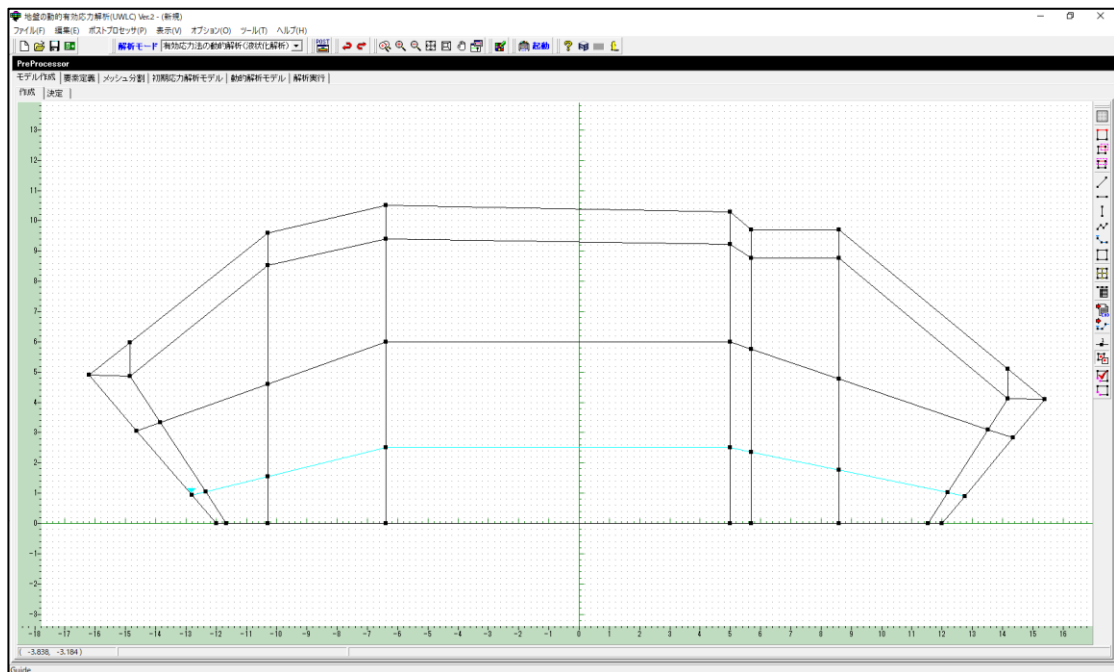 地盤の動的有効応力解析(UWLC) Ver.2 - (新規)
ファイル(F) 編集(E) ポストプロセッサ(P) 表示(V) オプション(O) ツール(T) ヘルプ(H)
解析モード 有効応力法の動的解析(液状化解析) POST 起動
PreProcessor
モデル作成 要素定義 メッシュ分割 初期応力解析モデル 動的解析モデル 解析実行
作成 決定
13
12
11
10
9
8
7
6
5
4
3
2
1
0
-1
-2
-3
-18 -17 -16 -15 -14 -13 -12 -11 -10 -9 -8 -7 -6 -5 -4 -3 -2 -1 0 1 2 3 4 5 6 7 8 9 10 11 12 13 14 15 16
( -3.838, -3.184 )
Guide